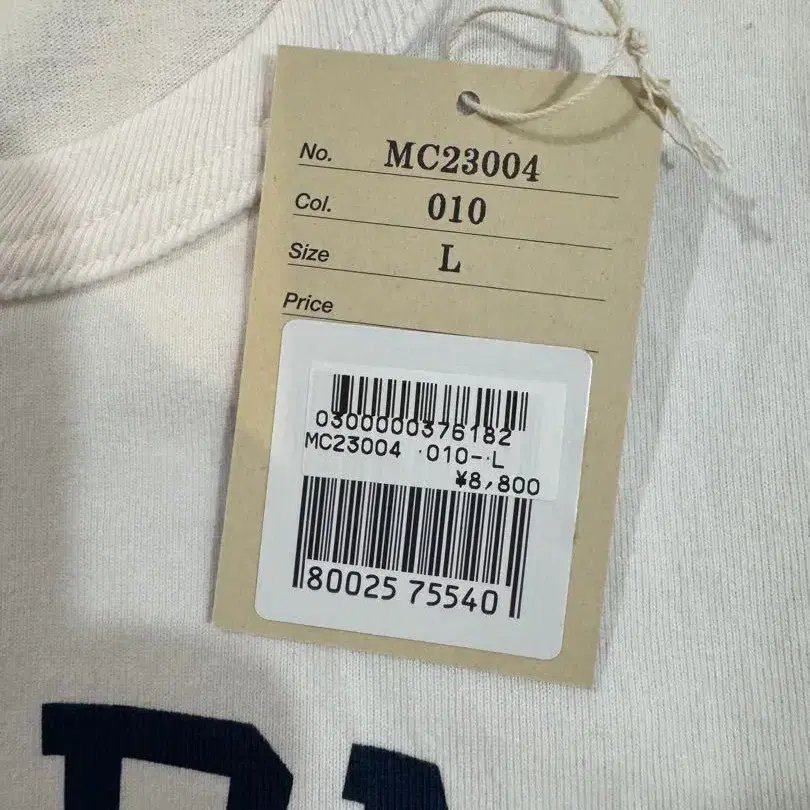 No. MC23004
Col. 010
Size L
Price
0300000376182
MC23004 ·010-·L
¥8,800
80025 75540